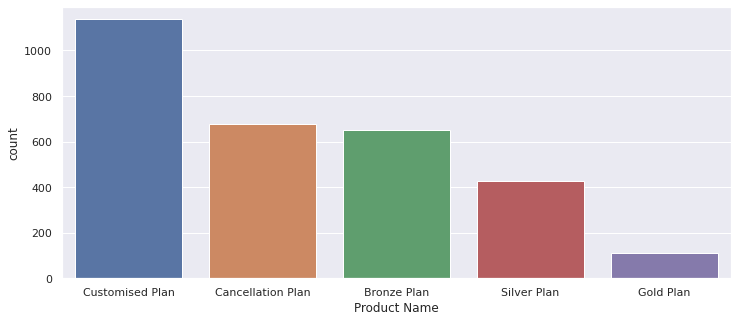 1000
800
600
400
200
0
count
Customised Plan Cancellation Plan Bronze Plan Silver Plan Gold Plan
Product Name